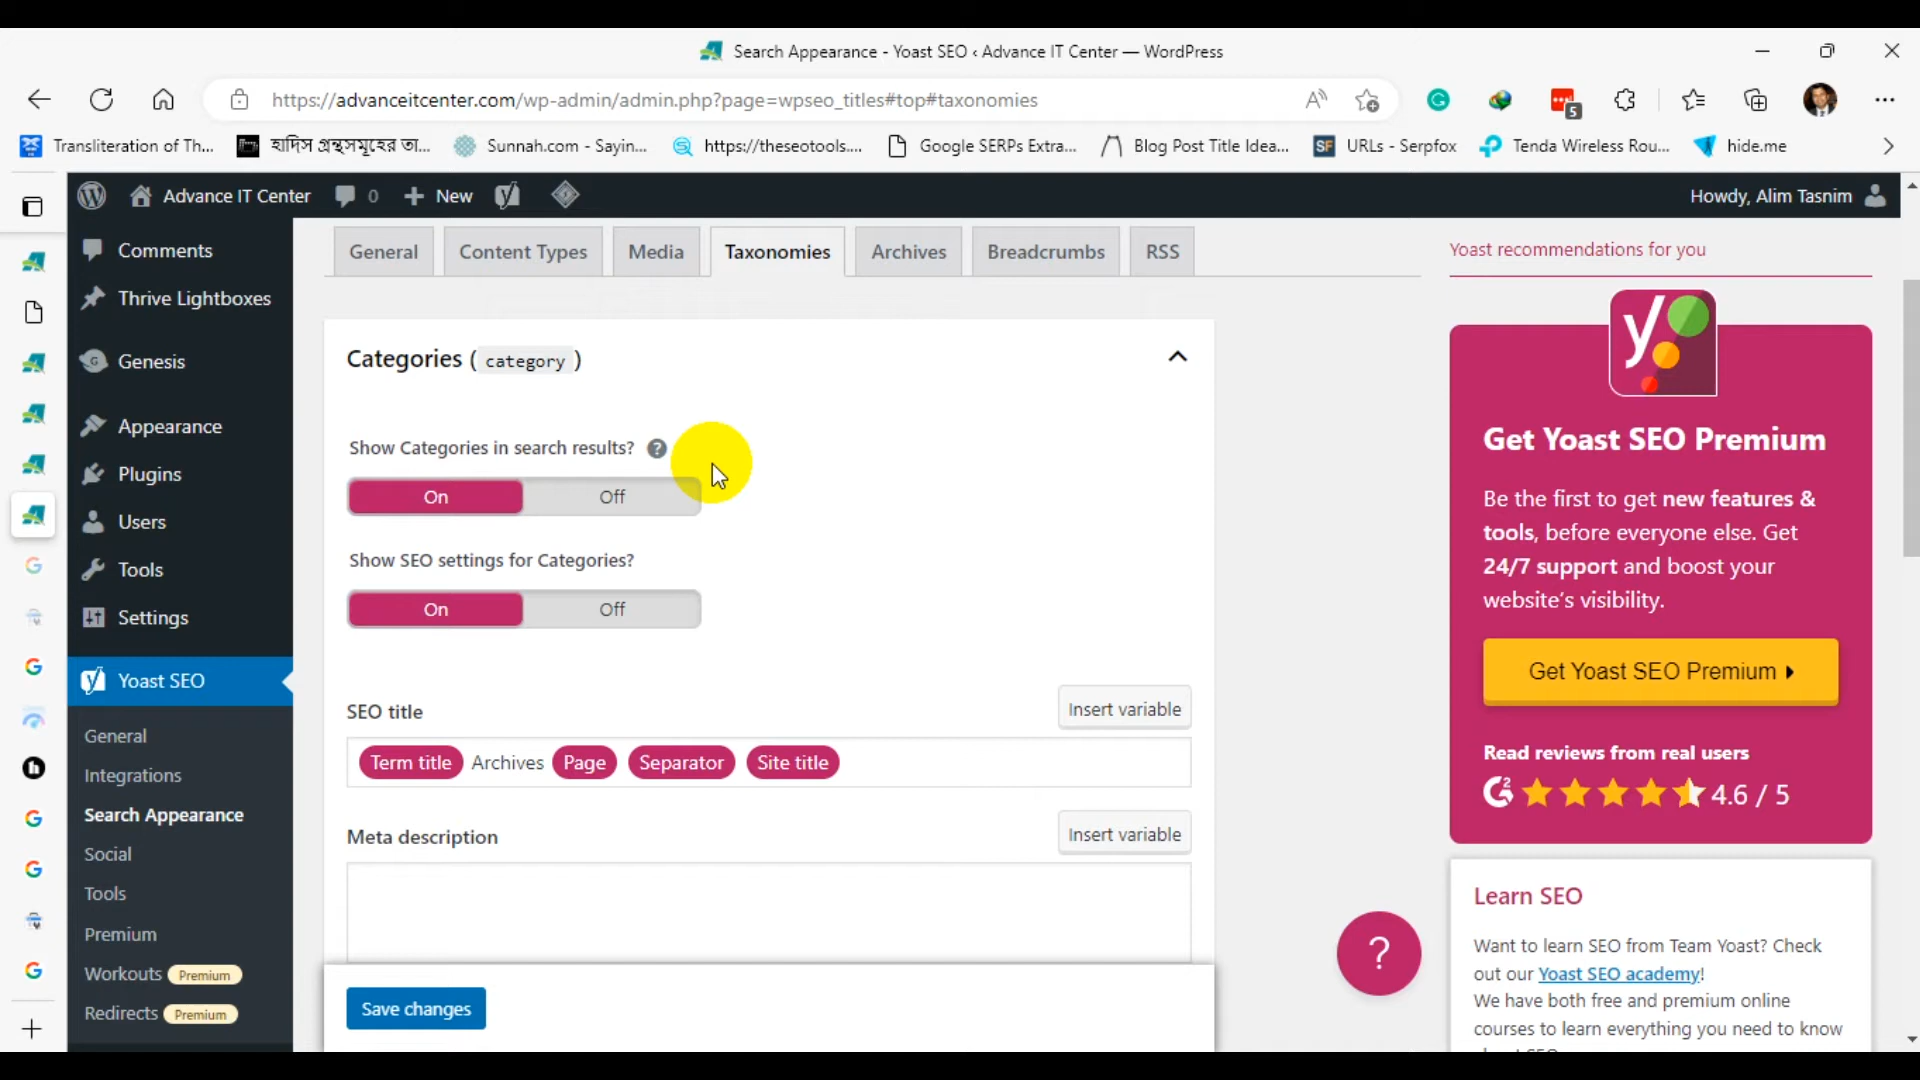 Search Appearance - Yoast SEO ‹ Advance IT Center — WordPress
https://advanceitcenter.com/wp-admin/admin.php?page=wpseo_titles#top#taxonomies
5
Transliteration of Th... হাদিস গ্রন্থসমূহের তা... Sunnah.com - Sayin... https://theseotools.... Google SERPs Extra... Blog Post Title Idea... SF URLs - Serpfox Tenda Wireless Rou... hide.me
Advance IT Center 0 New Howdy, Alim Tasnim
Comments
Thrive Lightboxes
Genesis
Appearance
Plugins
Users
Tools
Settings
Yoast SEO
General
Integrations
Search Appearance
Social
Tools
Premium
Workouts Premium
Redirects Premium
General Content Types Media Taxonomies Archives Breadcrumbs RSS
Categories ( category )
Show Categories in search results? ?
On Off
Show SEO settings for Categories?
On Off
SEO title Insert variable
Term title Archives Page Separator Site title
Meta description Insert variable
Save changes
?
Yoast recommendations for you
Get Yoast SEO Premium
Be the first to get new features &
tools, before everyone else. Get
24/7 support and boost your
website's visibility.
Get Yoast SEO Premium
Read reviews from real users
4.6 / 5
Learn SEO
Want to learn SEO from Team Yoast? Check
out our Yoast SEO academy!
We have both free and premium online
courses to learn everything you need to know